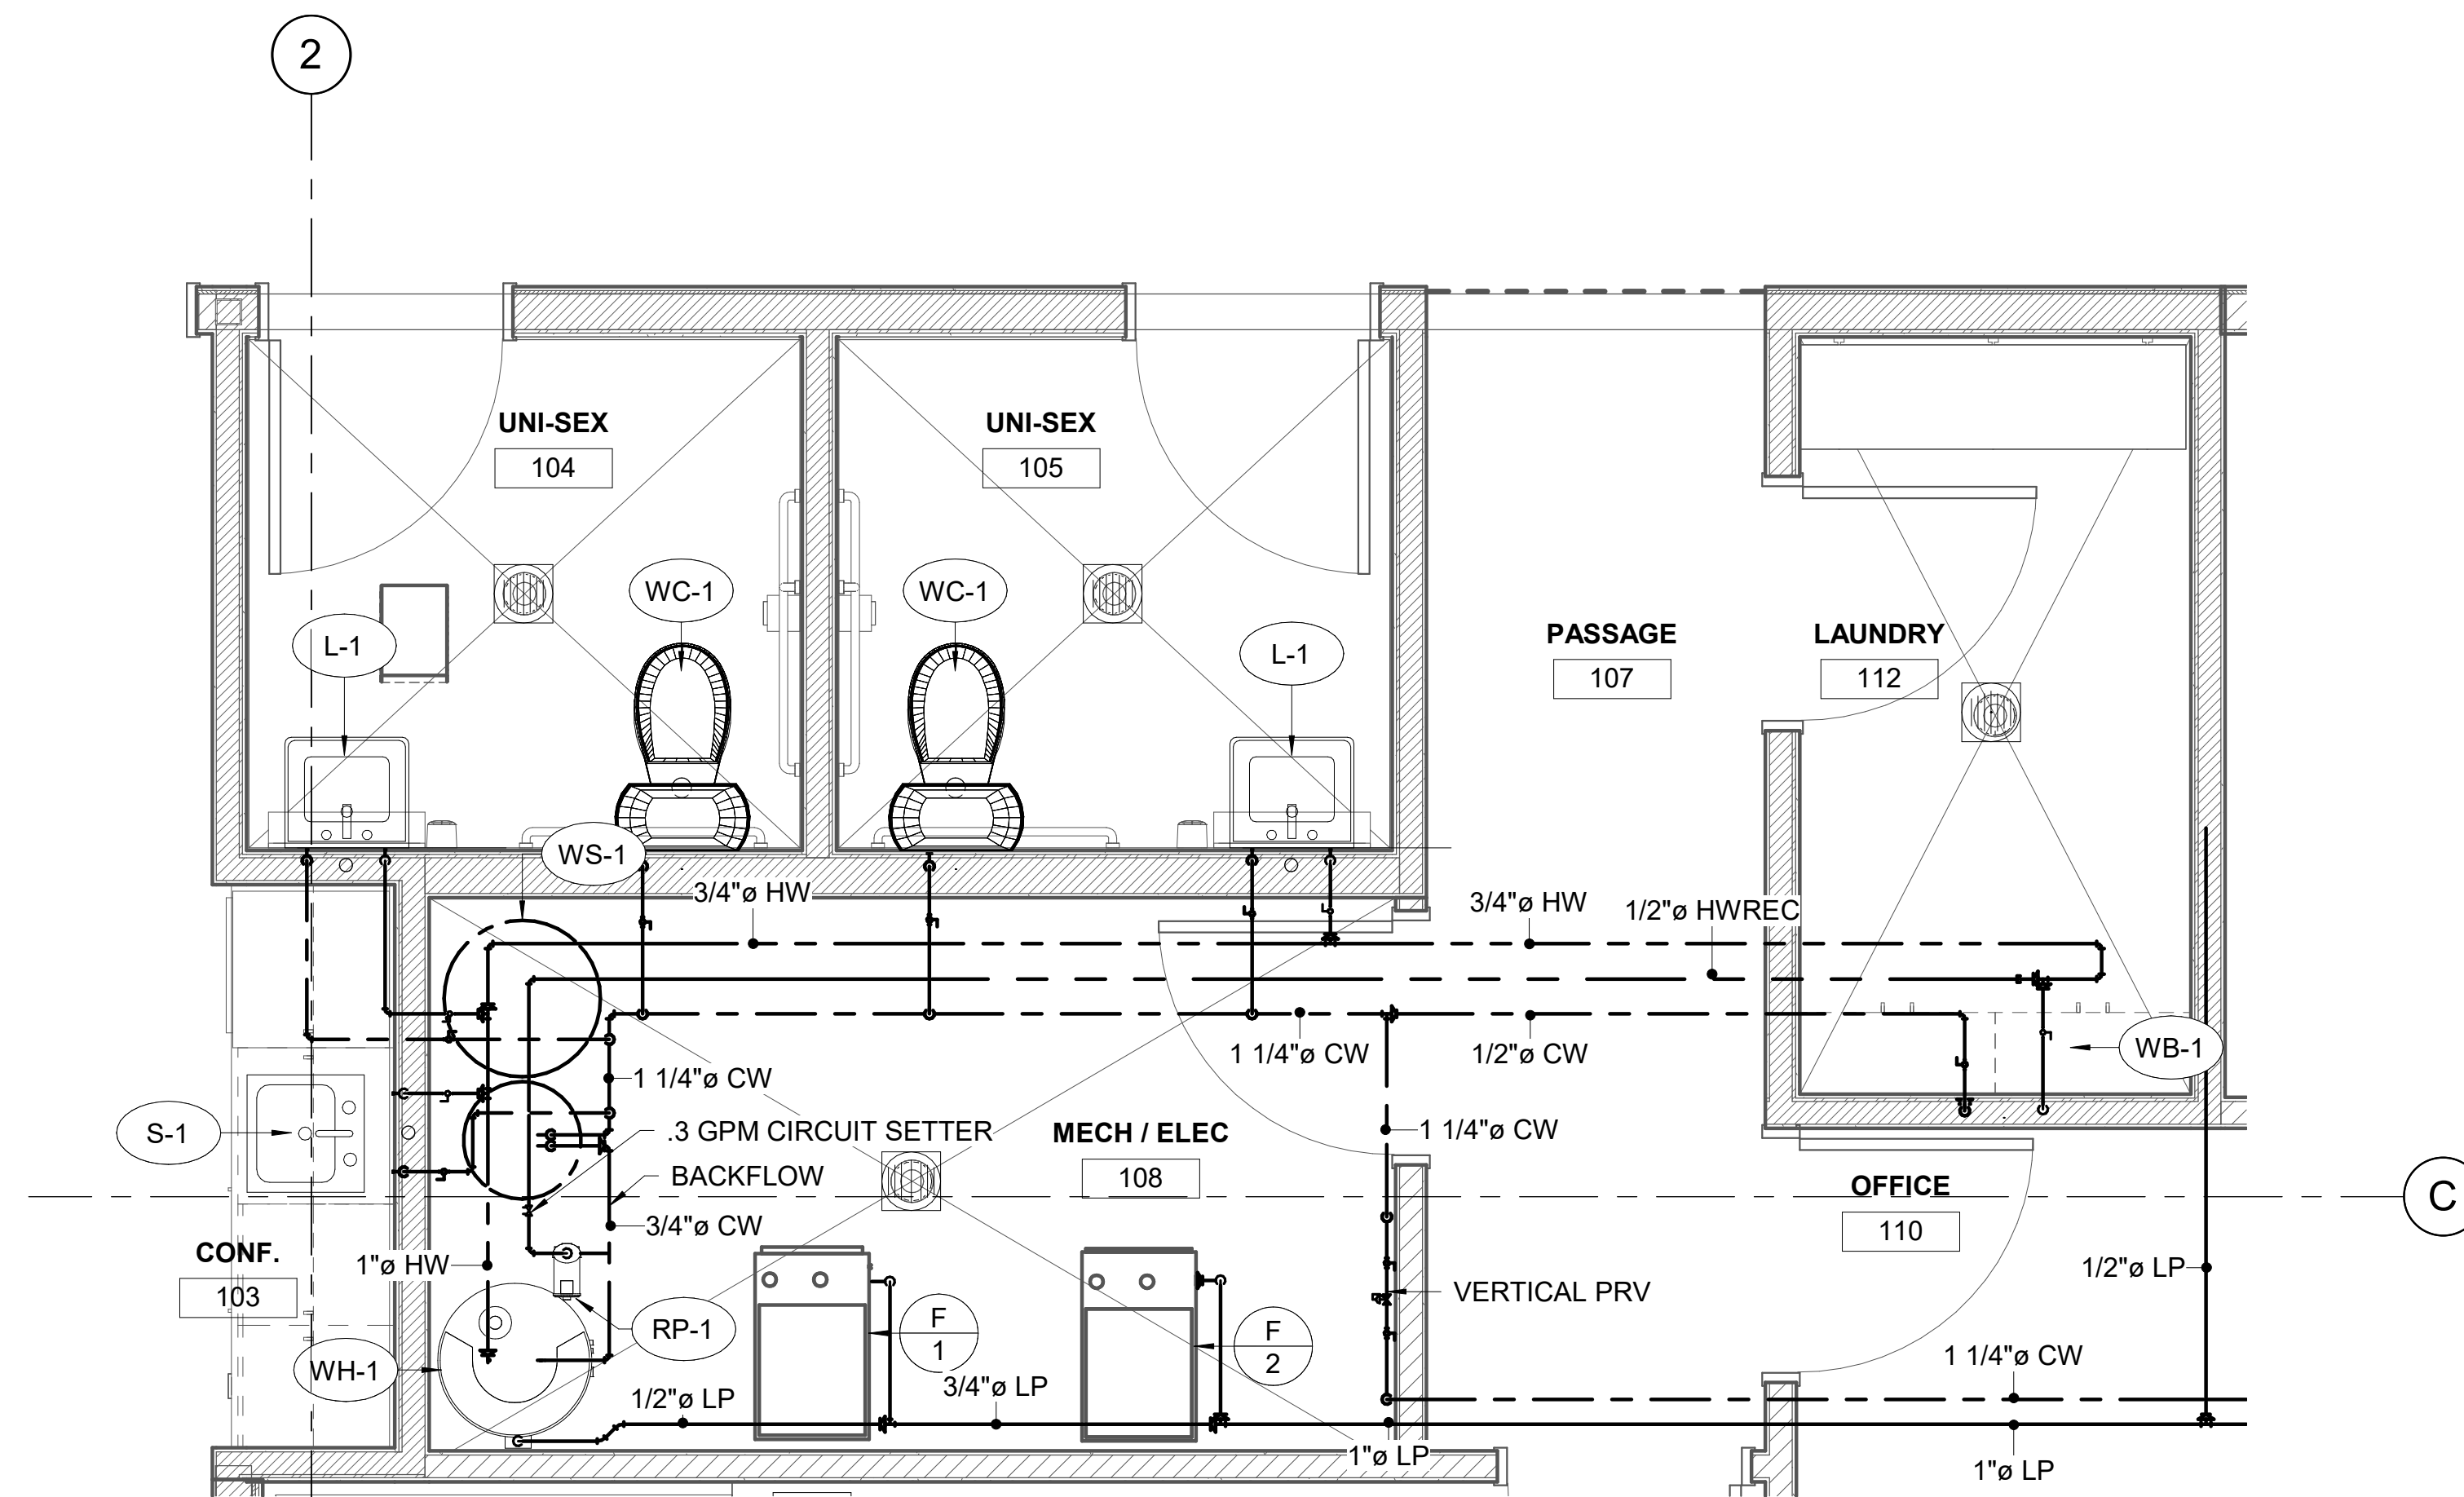 2
UNI-SEX
104
UNI-SEX
105
WC-1
WC-1
L-1
L-1
PASSAGE
107
LAUNDRY
112
WS-1
3/4"ø HW
3/4"ø HW
1/2"ø HWREC
1 1/4"ø CW
1/2"ø CW
WB-1
1 1/4"ø CW
S-1
.3 GPM CIRCUIT SETTER
MECH / ELEC
108
1 1/4"ø CW
BACKFLOW
OFFICE
110
C
3/4"ø CW
CONF.
103
1"ø HW
1/2"ø LP
VERTICAL PRV
RP-1
F
1
F
2
WH-1
1 1/4"ø CW
1/2"ø LP
3/4"ø LP
1"ø LP
1"ø LP